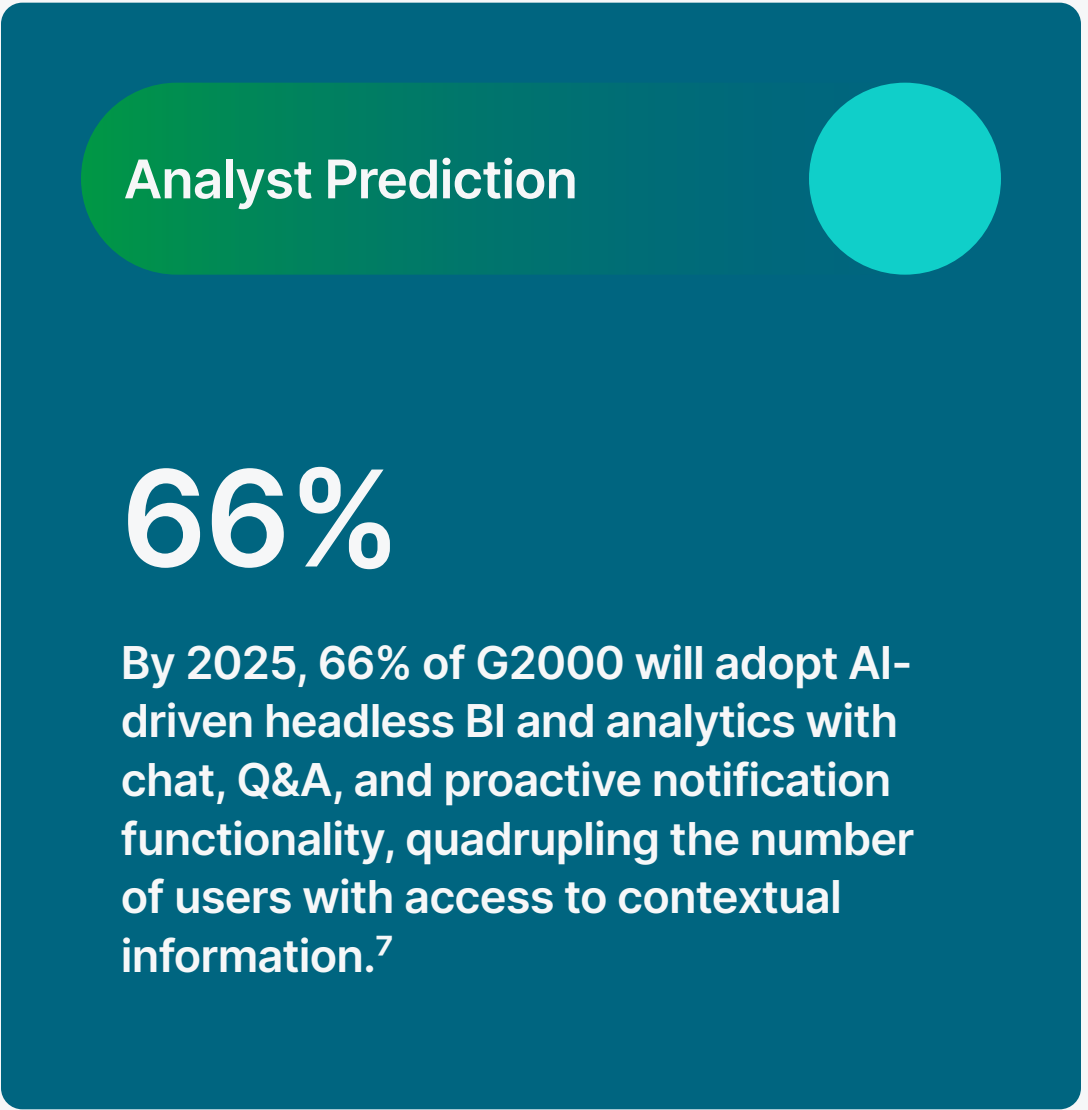 Analyst Prediction
66%
By 2025, 66% of G2000 will adopt AI-
driven headless BI and analytics with
chat, Q&A, and proactive notification
functionality, quadrupling the number
of users with access to contextual
information.⁷